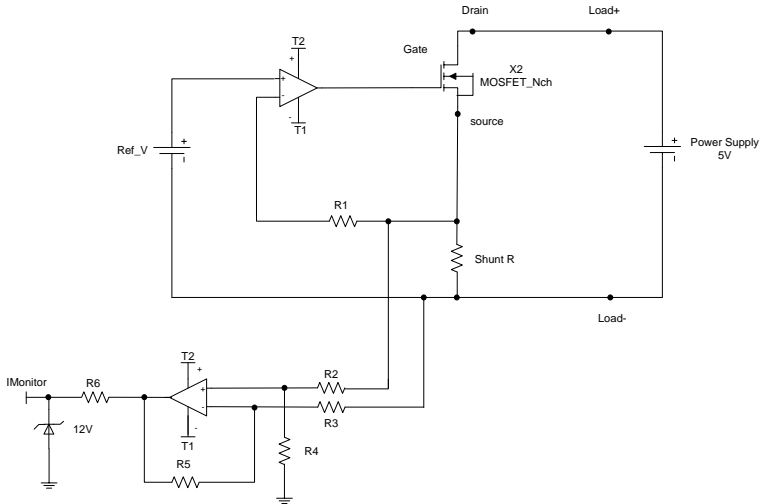 Drain
Load+
T2
+
Gate
X2
MOSFET_Nch
+
-
-
T1
source
Ref_V
+
-
Power Supply
5V
+
-
R1
Shunt R
Load-
T2
+
R2
IMonitor
R6
+
-
R3
12V
T1
-
R4
R5